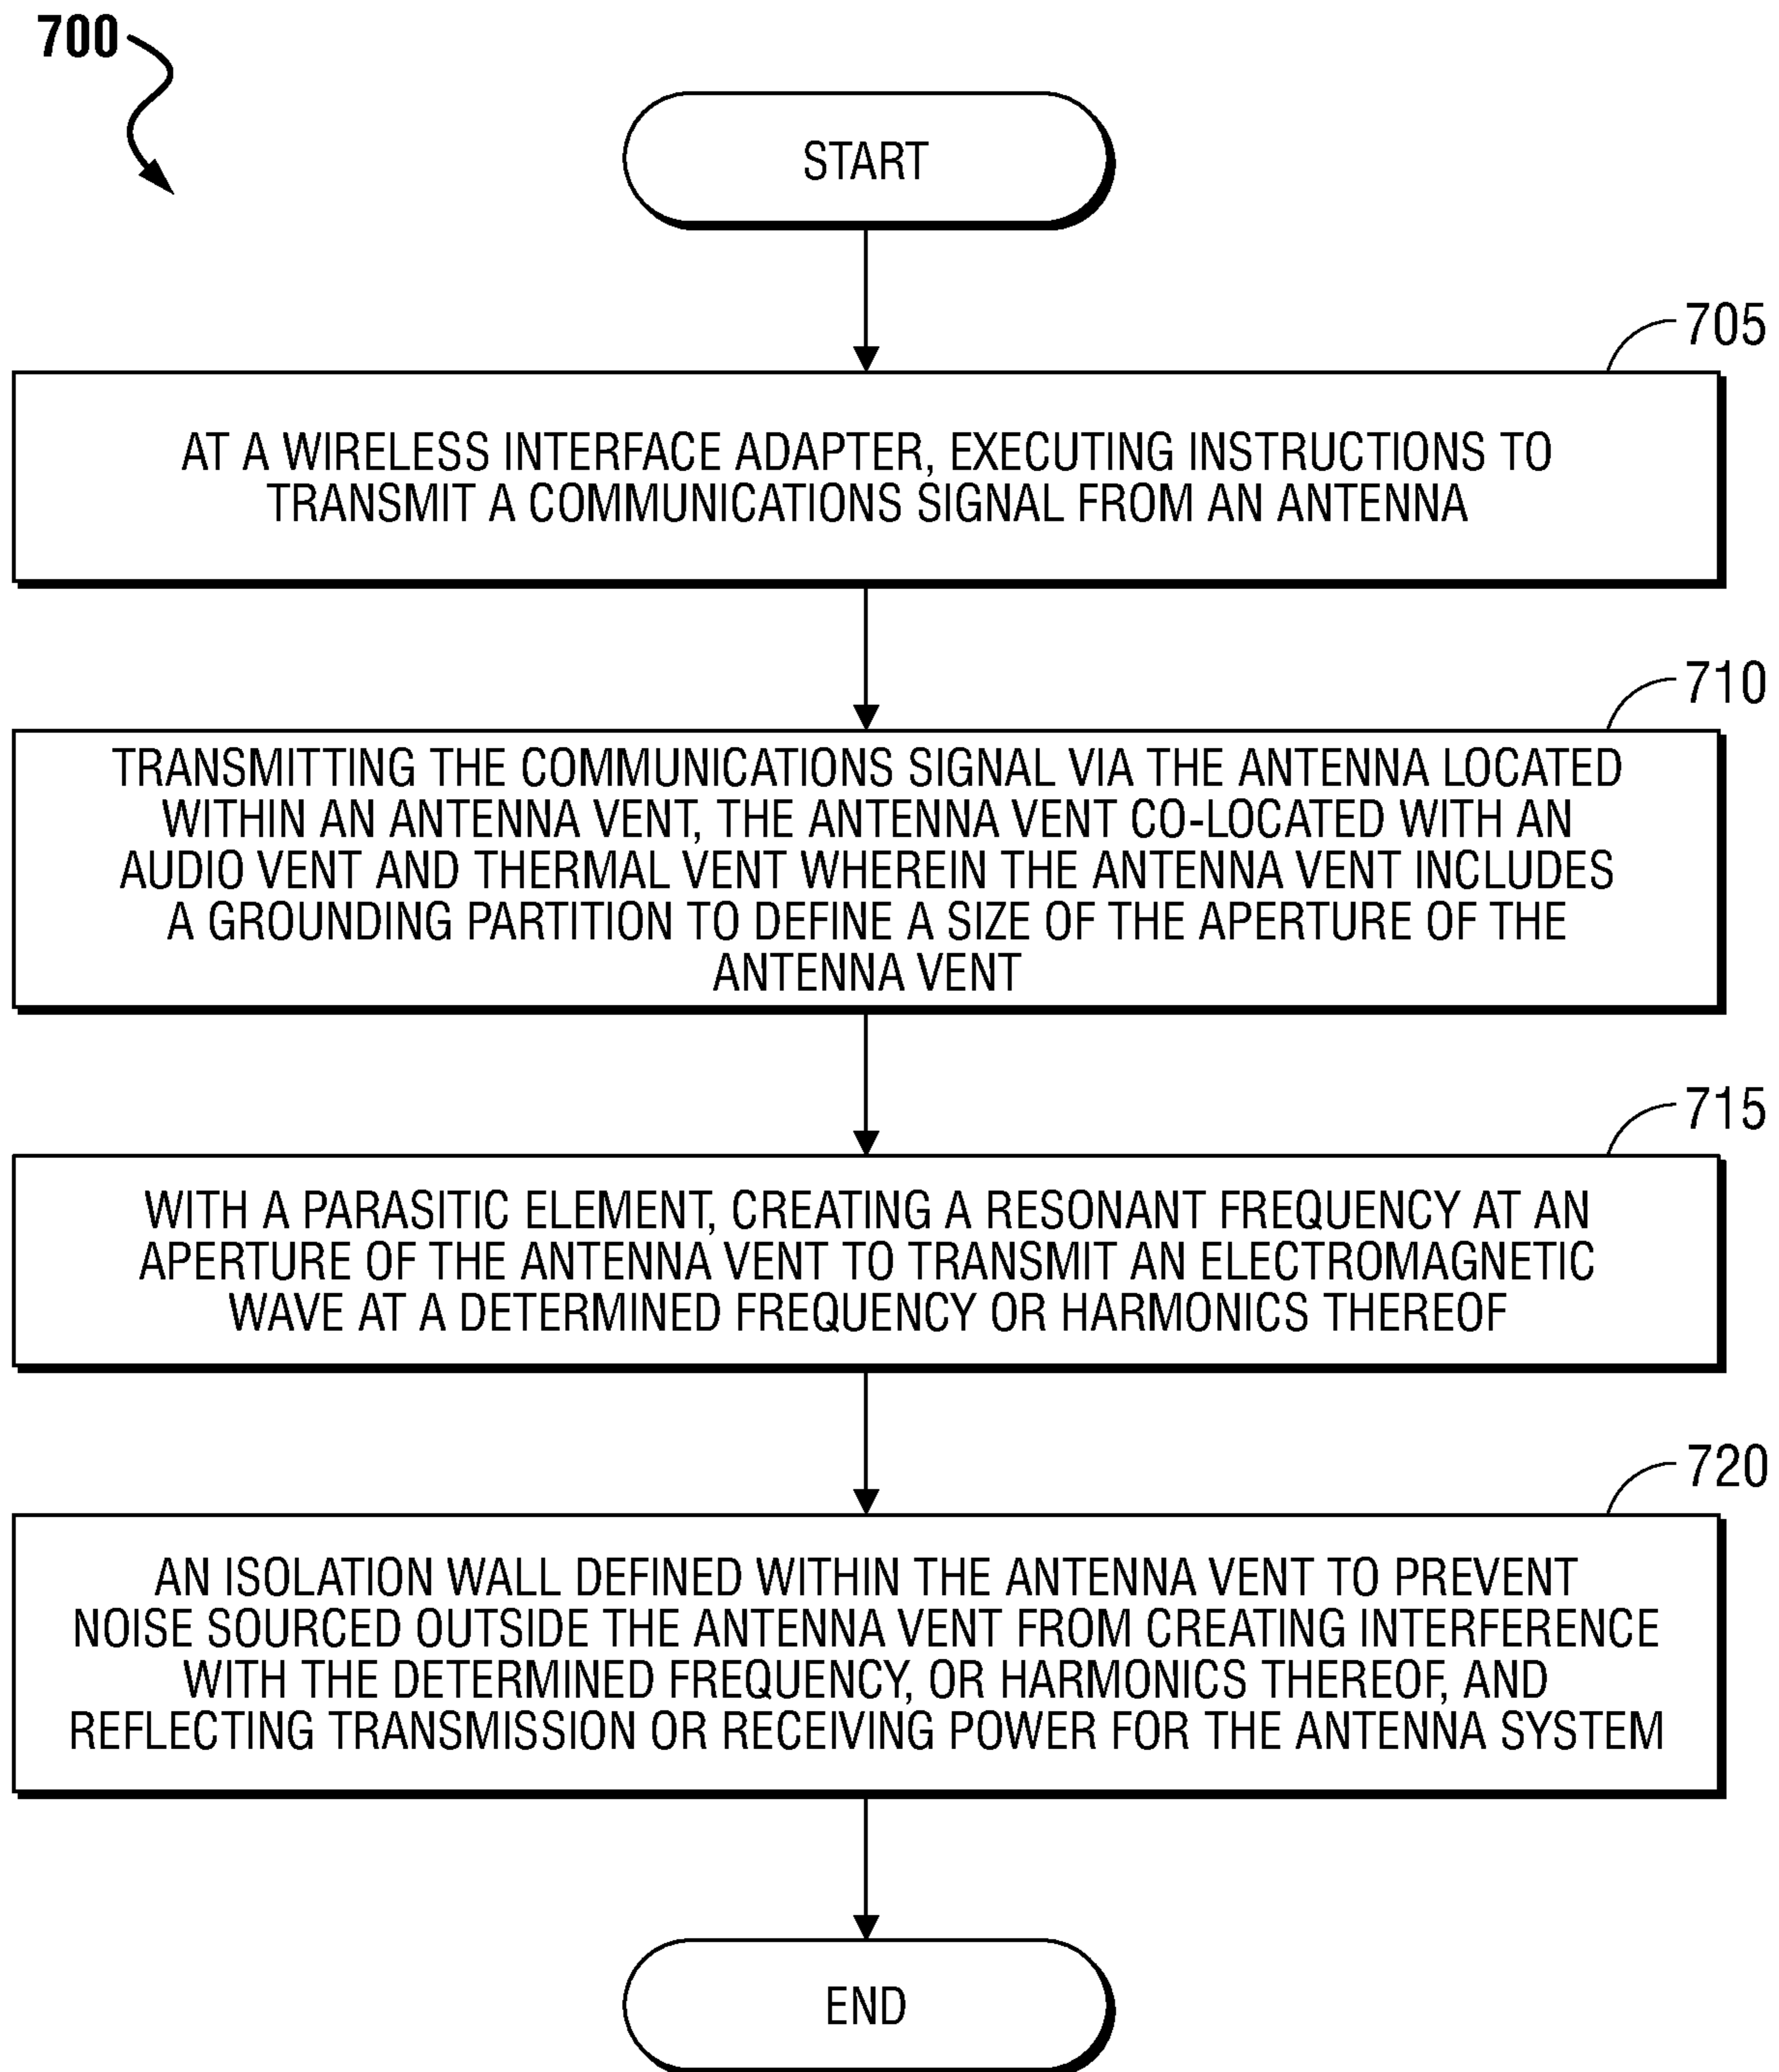 700
START
705
AT A WIRELESS INTERFACE ADAPTER, EXECUTING INSTRUCTIONS TO
TRANSMIT A COMMUNICATIONS SIGNAL FROM AN ANTENNA
710
TRANSMITTING THE COMMUNICATIONS SIGNAL VIA THE ANTENNA LOCATED
WITHIN AN ANTENNA VENT, THE ANTENNA VENT CO-LOCATED WITH AN
AUDIO VENT AND THERMAL VENT WHEREIN THE ANTENNA VENT INCLUDES
A GROUNDING PARTITION TO DEFINE A SIZE OF THE APERTURE OF THE
ANTENNA VENT
715
WITH A PARASITIC ELEMENT, CREATING A RESONANT FREQUENCY AT AN
APERTURE OF THE ANTENNA VENT TO TRANSMIT AN ELECTROMAGNETIC
WAVE AT A DETERMINED FREQUENCY OR HARMONICS THEREOF
720
AN ISOLATION WALL DEFINED WITHIN THE ANTENNA VENT TO PREVENT
NOISE SOURCED OUTSIDE THE ANTENNA VENT FROM CREATING INTERFERENCE
WITH THE DETERMINED FREQUENCY, OR HARMONICS THEREOF, AND
REFLECTING TRANSMISSION OR RECEIVING POWER FOR THE ANTENNA SYSTEM
END